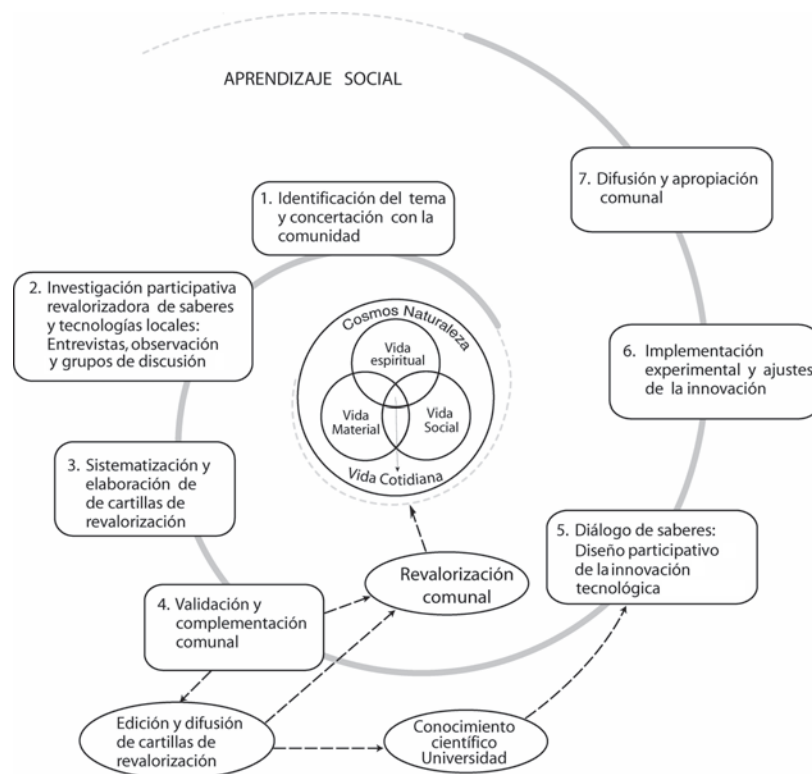 APRENDIZAJE SOCIAL
1. Identificación del tema
y concertación con la
comunidad
2. Investigación participativa
revalorizadora de saberes
y tecnologías locales:
Entrevistas, observación
y grupos de discusión
3. Sistematización y
elaboración de
de cartillas de
revalorización
4. Validación y
complementación
comunal
5. Diálogo de saberes:
Diseño participativo
de la innovación
tecnológica
6. Implementación
experimental y ajustes
de la innovación
7. Difusión y apropiación
comunal
Cosmos Naturaleza
Vida
espiritual
Vida
Material
Vida
Social
Vida Cotidiana
Revalorización
comunal
Edición y difusión
de cartillas de
revalorización
Conocimiento
científico
Universidad